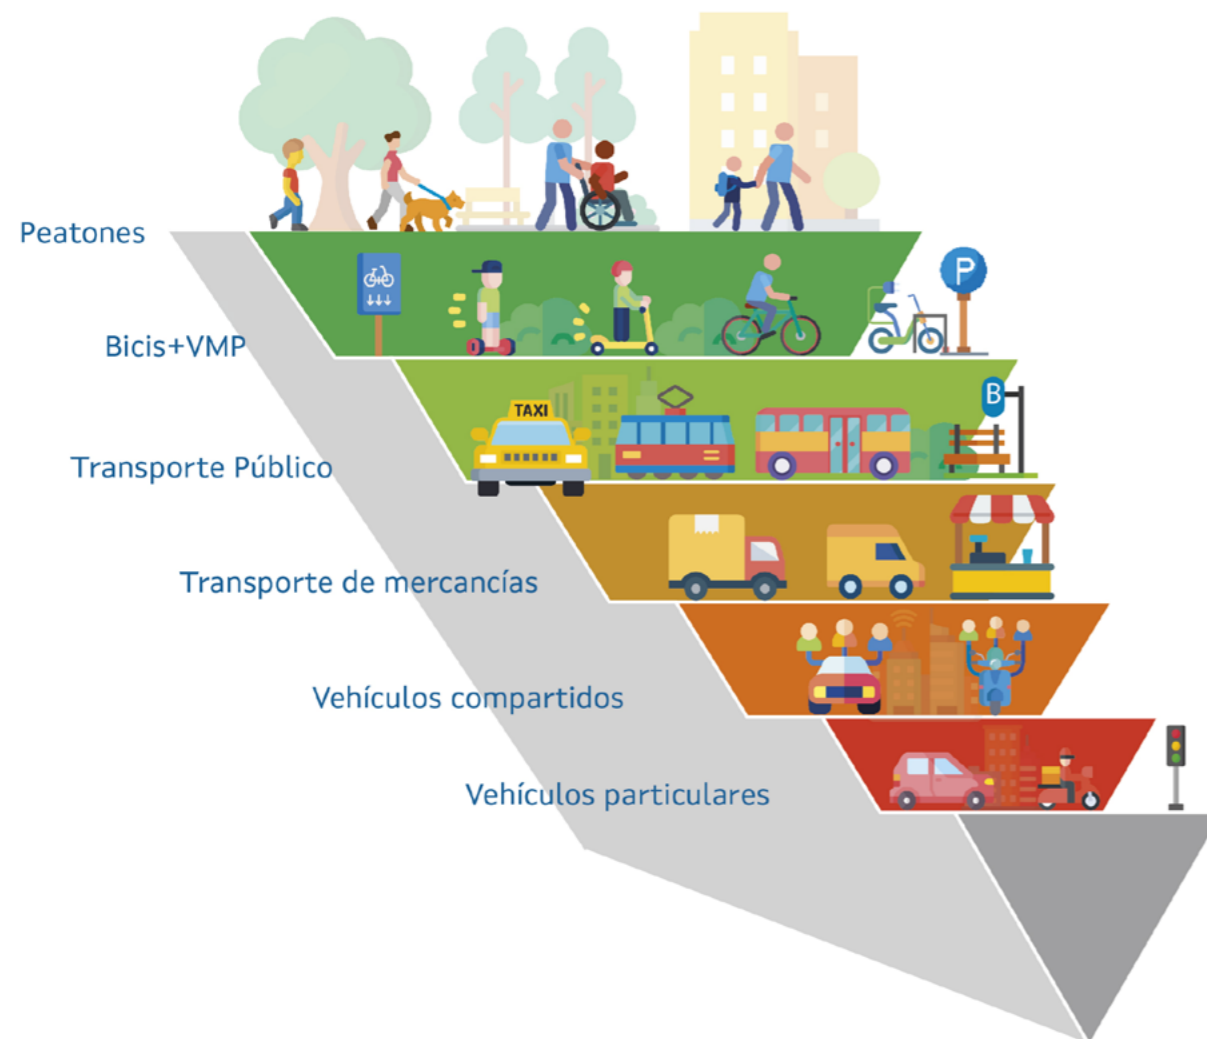 Peatones
P
Bicis+VMP
B
TAXI
Transporte Público
Transporte de mercancías
Vehículos compartidos
Vehículos particulares